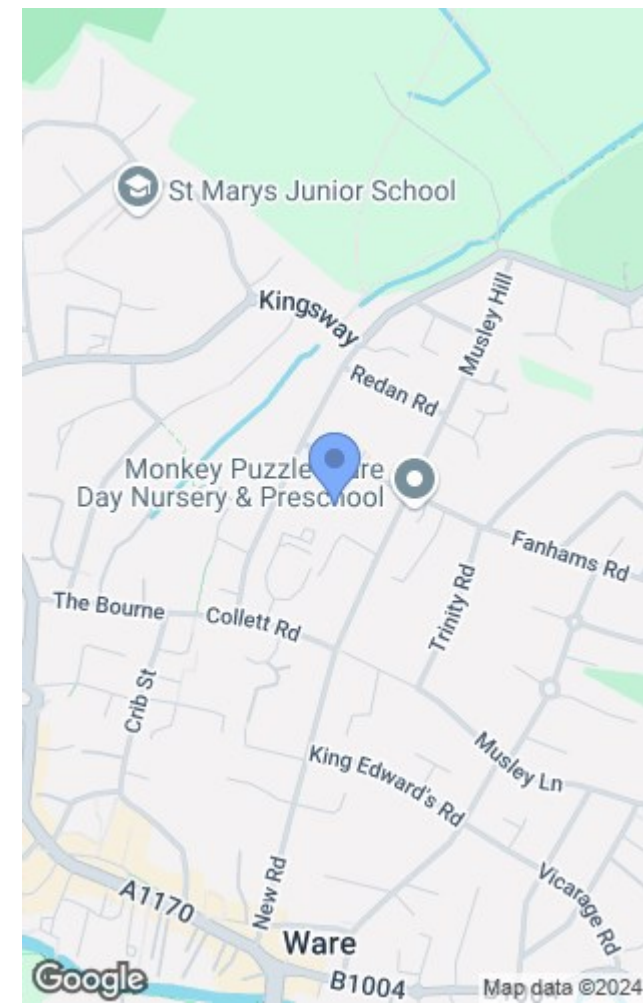 St Marys Junior School
Kingsway
Musley Hill
Redan Rd
Monkey Puzzle
Day Nursery & Preschool
Fanhams Rd
Trinity Rd
The Bourne
Collett Rd
Crib St
Musley Ln
King Edward's Rd
Vicarage Rd
New Rd
A1170
Ware
B1004
Google
Map data ©2024